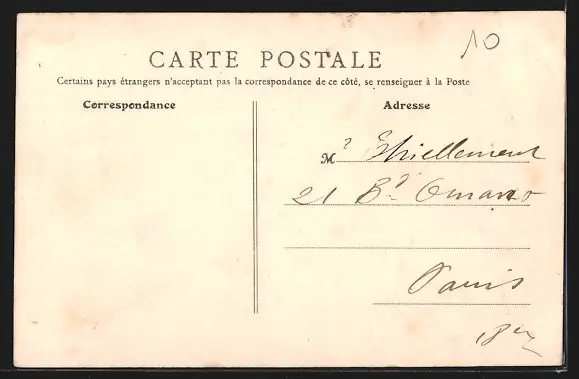 10
CARTE POSTALE
Certains pays étrangers n'acceptant pas la correspondance de ce côté, se renseigner à la Poste
Correspondance
Adresse
M
21 Bd Ornano
Paris
18e